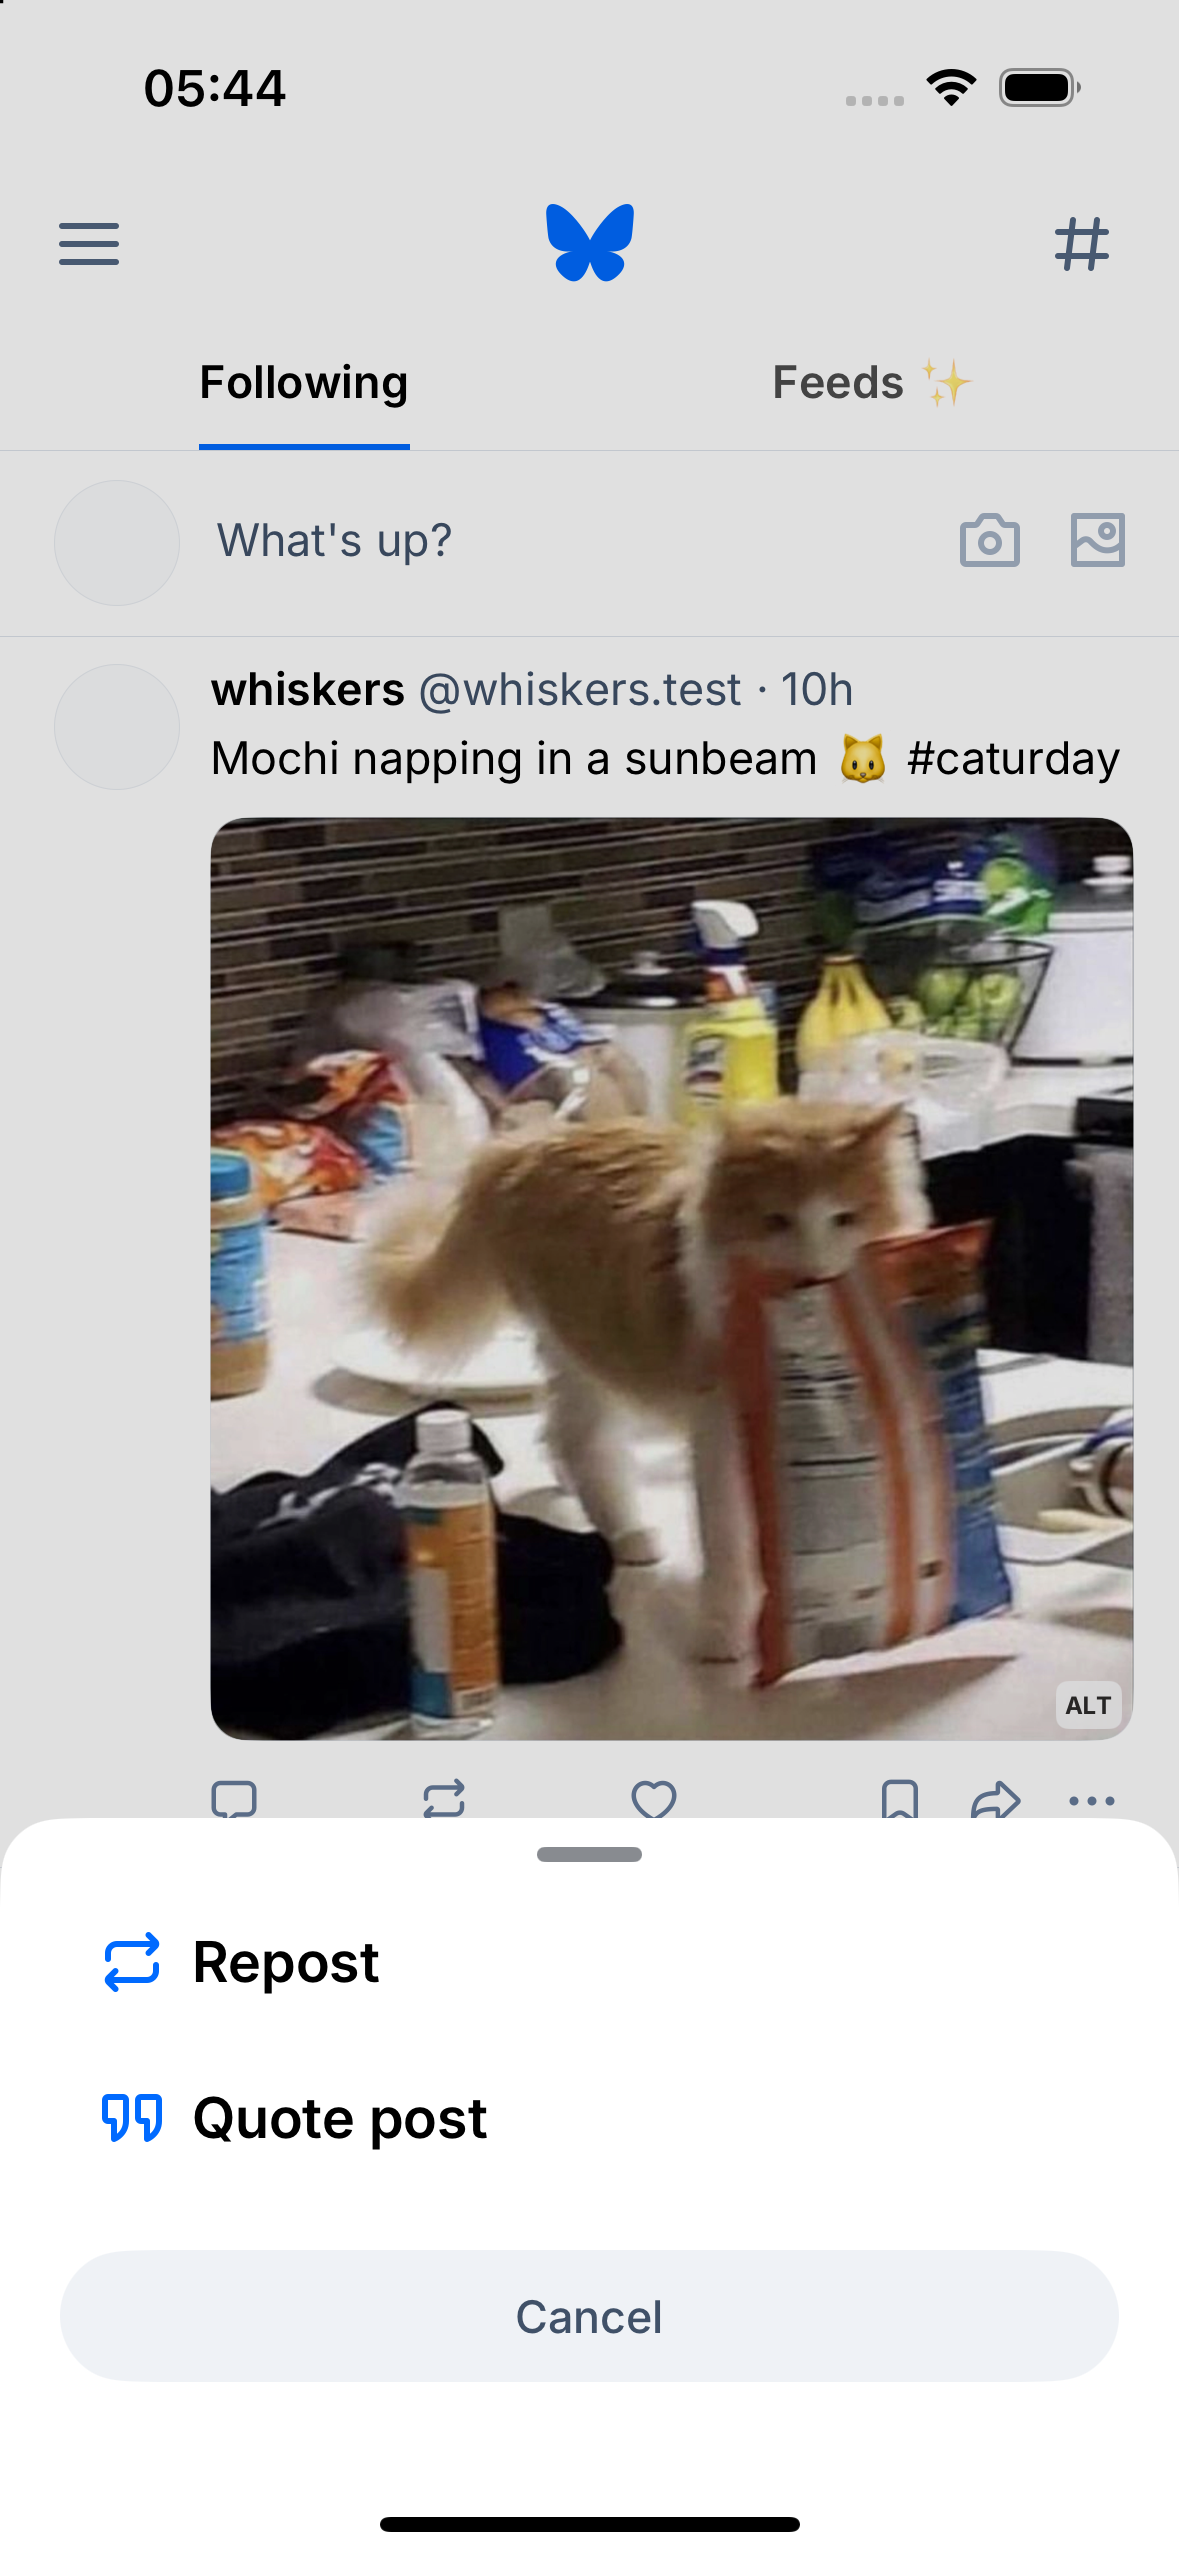 05:44
Following
Feeds ✨
What's up?
whiskers @whiskers.test · 10h
Mochi napping in a sunbeam 🐱 #caturday
ALT
Repost
Quote post
Cancel